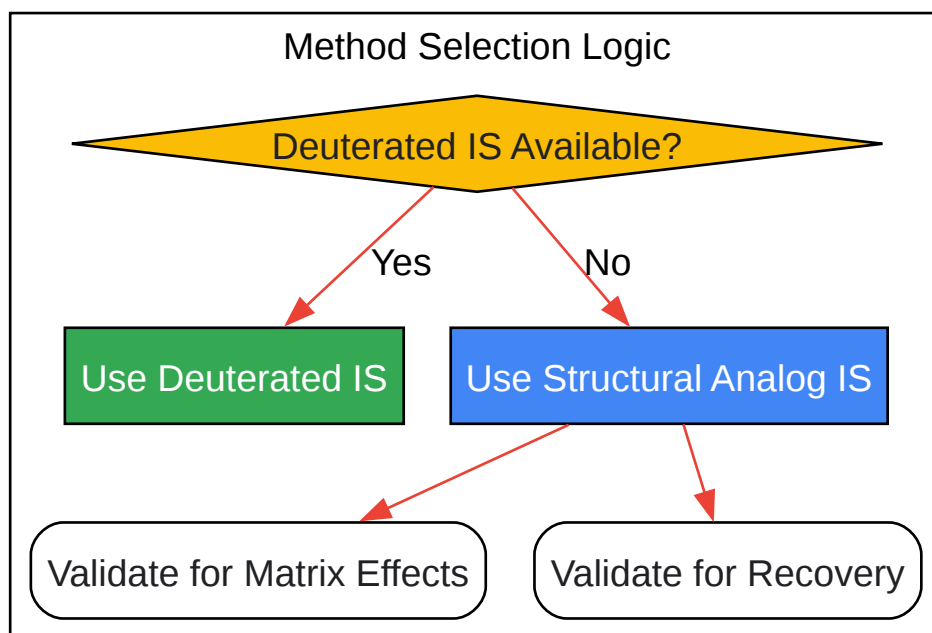 Method Selection Logic
Deuterated IS Available?
Yes
No
Use Deuterated IS
Use Structural Analog IS
Validate for Matrix Effects
Validate for Recovery